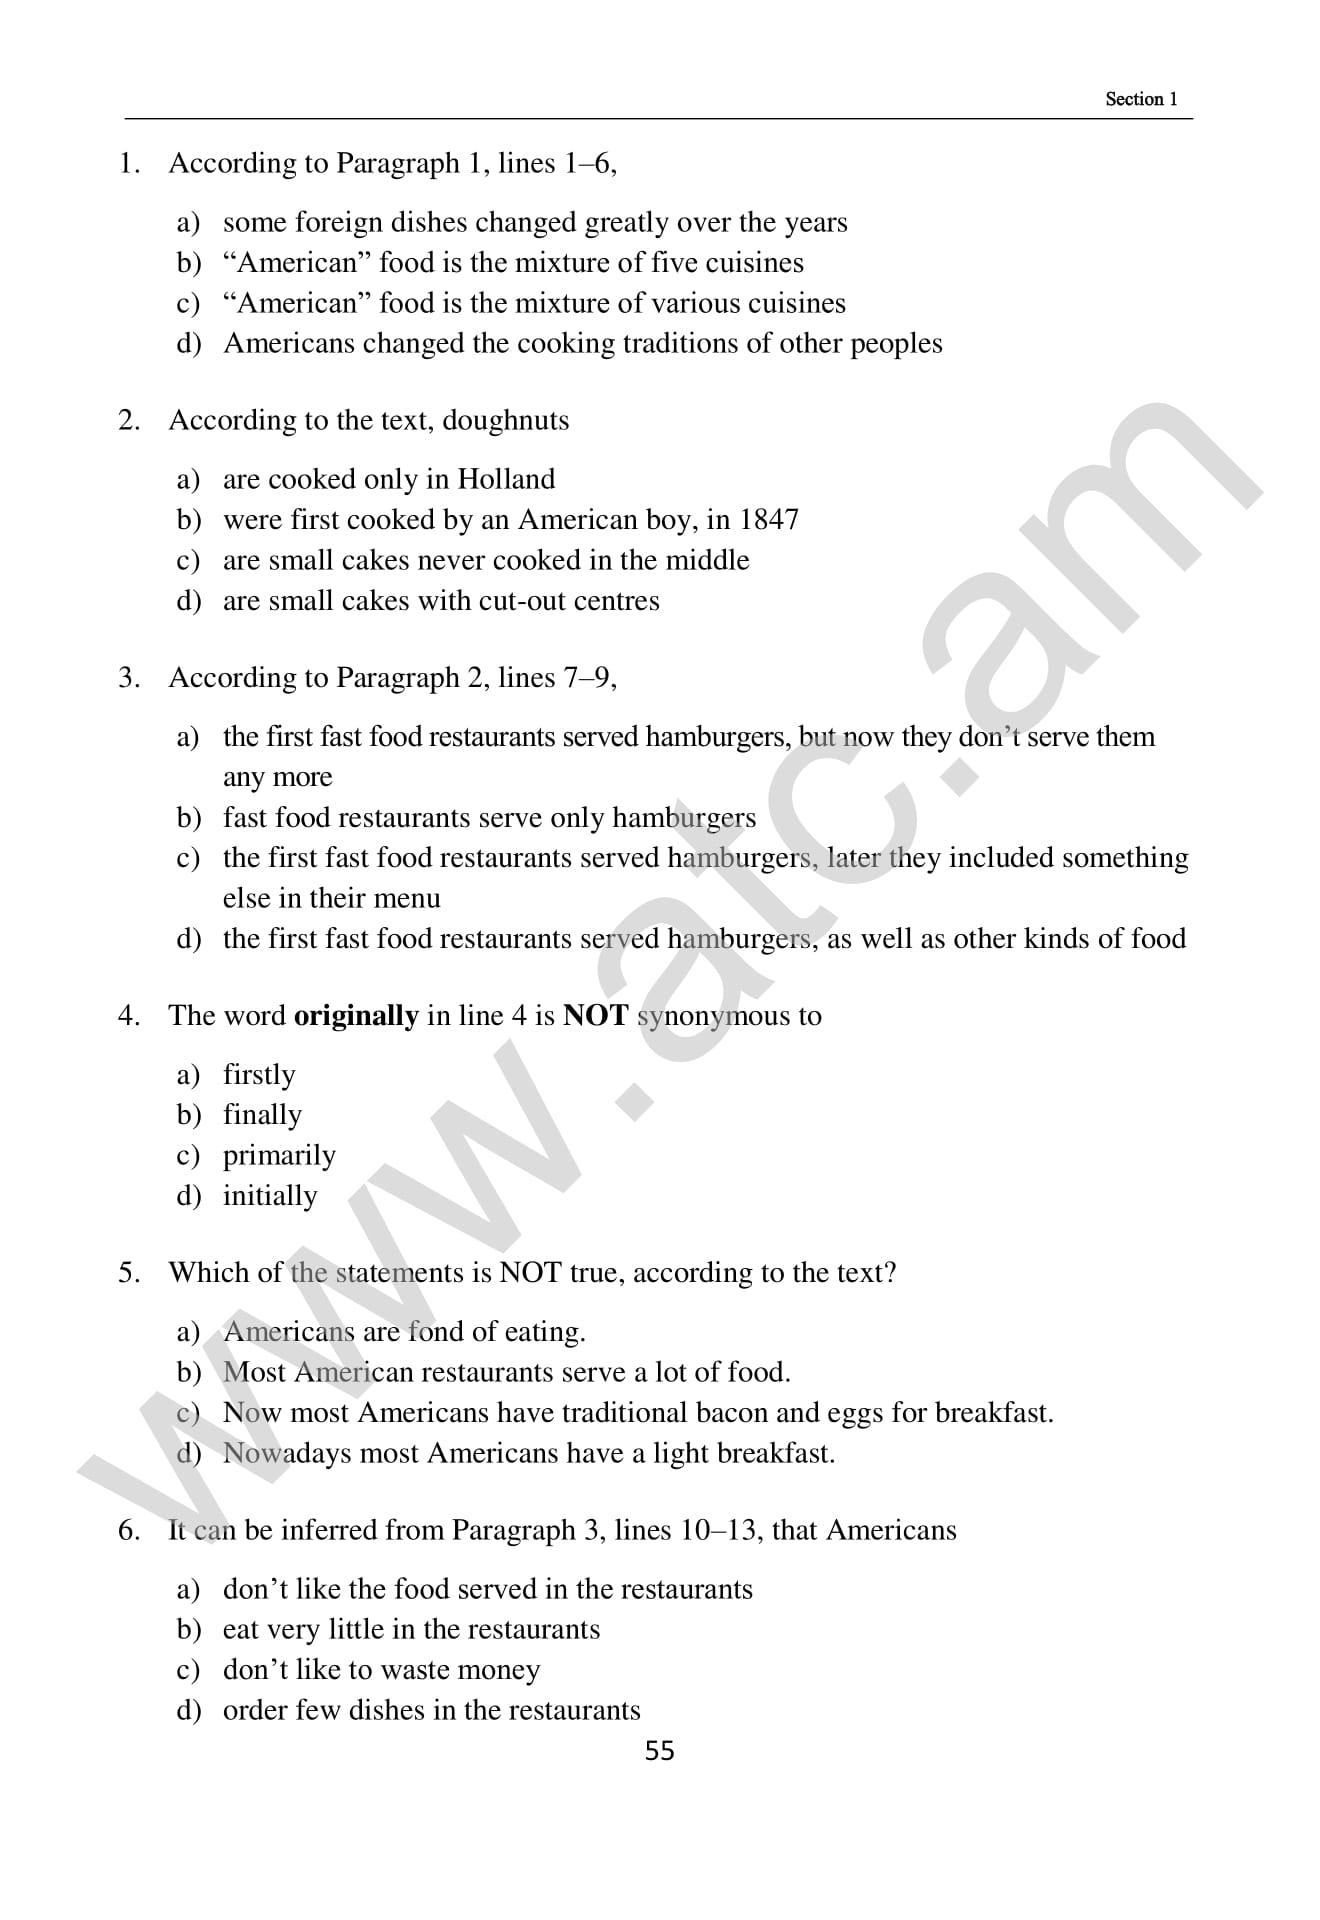 Section 1
1. According to Paragraph 1, lines 1–6,
a) some foreign dishes changed greatly over the years
b) “American” food is the mixture of five cuisines
c) “American” food is the mixture of various cuisines
d) Americans changed the cooking traditions of other peoples
2. According to the text, doughnuts
a) are cooked only in Holland
b) were first cooked by an American boy, in 1847
c) are small cakes never cooked in the middle
d) are small cakes with cut-out centres
3. According to Paragraph 2, lines 7–9,
a) the first fast food restaurants served hamburgers, but now they don’t serve them
any more
b) fast food restaurants serve only hamburgers
c) the first fast food restaurants served hamburgers, later they included something
else in their menu
d) the first fast food restaurants served hamburgers, as well as other kinds of food
4. The word originally in line 4 is NOT synonymous to
a) firstly
b) finally
c) primarily
d) initially
5. Which of the statements is NOT true, according to the text?
a) Americans are fond of eating.
b) Most American restaurants serve a lot of food.
c) Now most Americans have traditional bacon and eggs for breakfast.
d) Nowadays most Americans have a light breakfast.
6. It can be inferred from Paragraph 3, lines 10–13, that Americans
a) don’t like the food served in the restaurants
b) eat very little in the restaurants
c) don’t like to waste money
d) order few dishes in the restaurants
55
www.atc.am